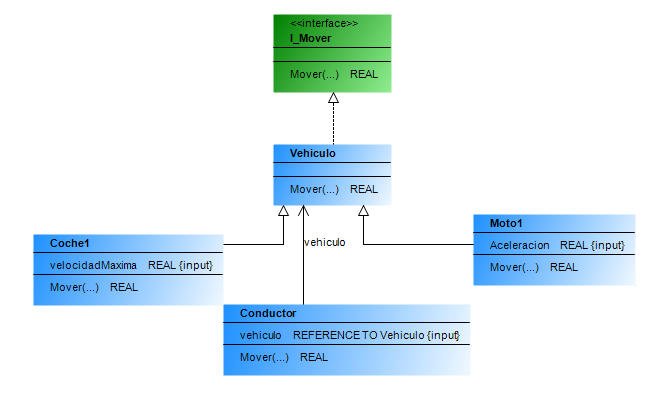 <<interface>>
I_Mover
Mover(...) REAL
Vehiculo
Mover(...) REAL
Coche1
velocidadMaxima REAL {input}
Mover(...) REAL
vehiculo
Moto1
Aceleracion REAL {input}
Mover(...) REAL
Conductor
vehiculo REFERENCE TO Vehiculo {input}
Mover(...) REAL